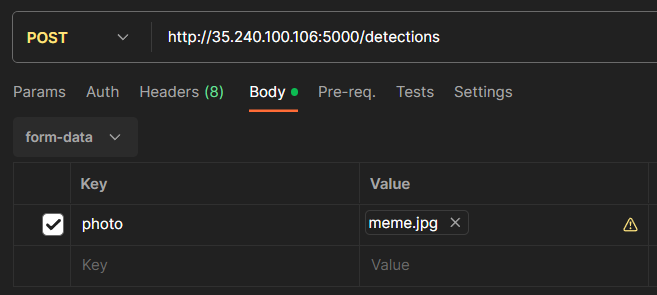 POST http://35.240.100.106:5000/detections
Params Auth Headers (8) Body Pre-req. Tests Settings
form-data
Key Value
photo meme.jpg
Key Value